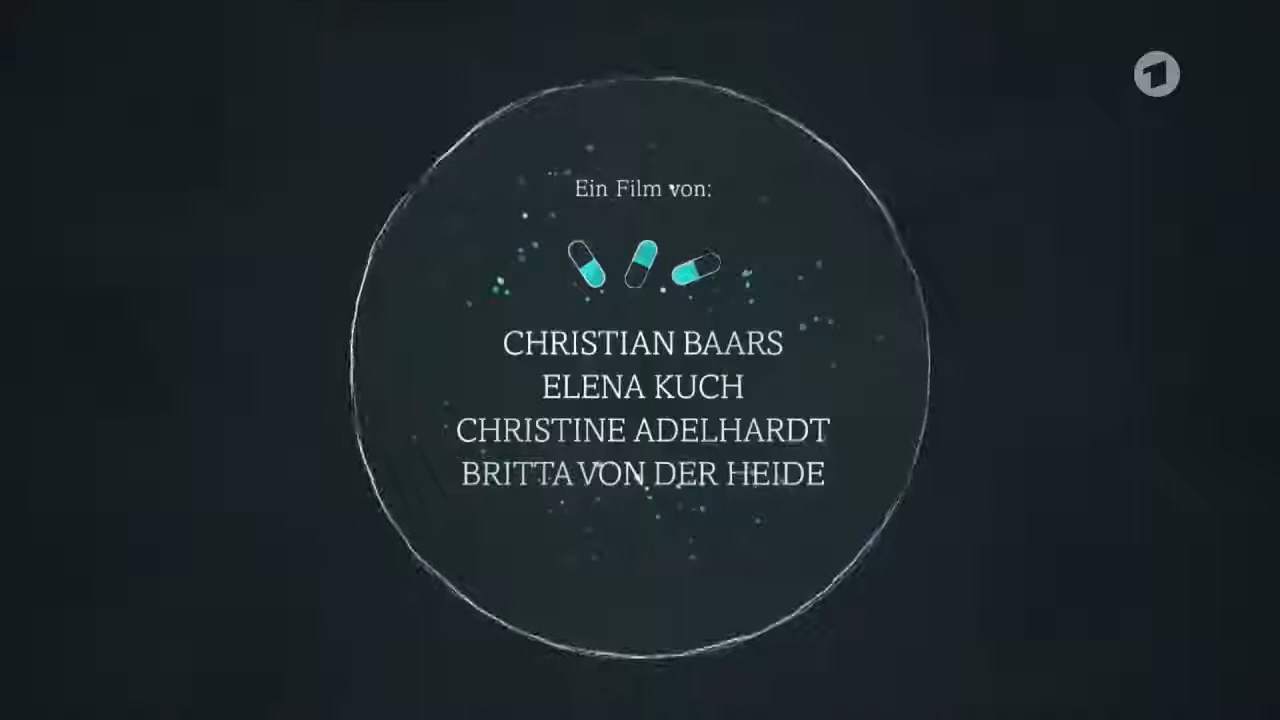 Ein Film von:
CHRISTIAN BAARS
ELENA KUCH
CHRISTINE ADELHARDT
BRITTA VON DER HEIDE